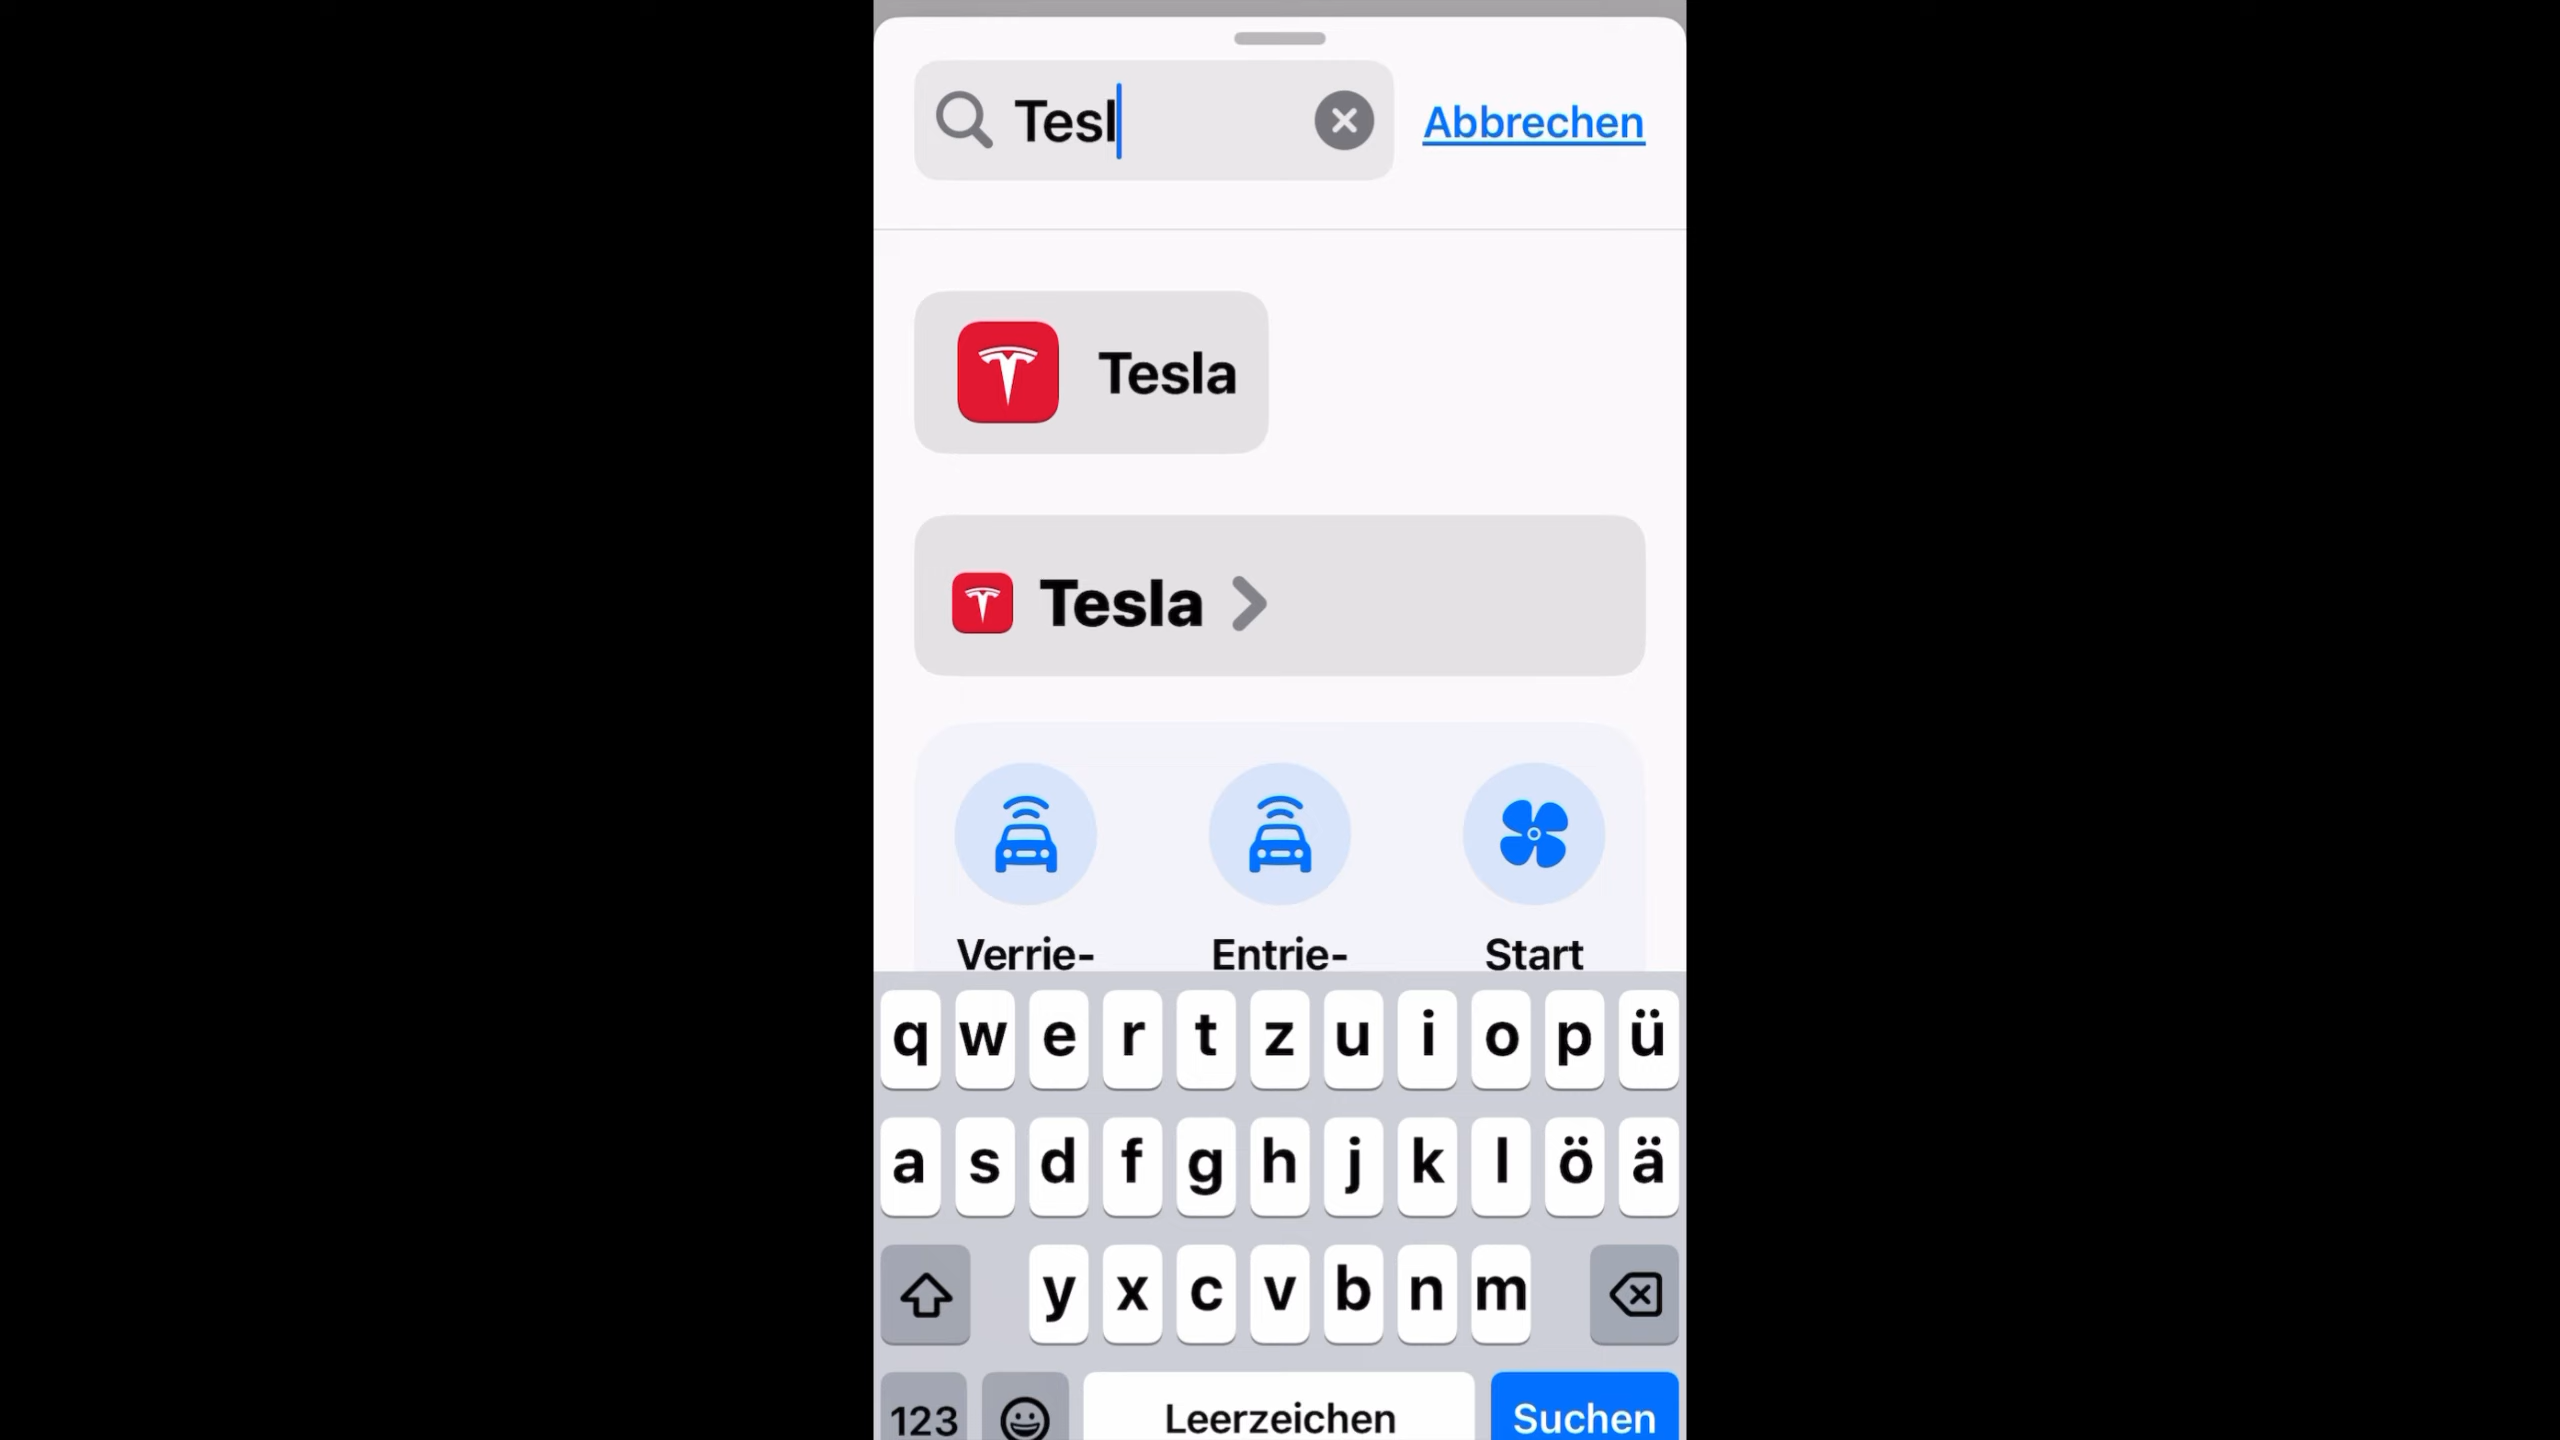 Tesl
Abbrechen
Tesla
Tesla
Verrie- Entrie- Start
q w e r t z u i o p ü
a s d f g h j k l ö ä
y x c v b n m
123 Leerzeichen Suchen